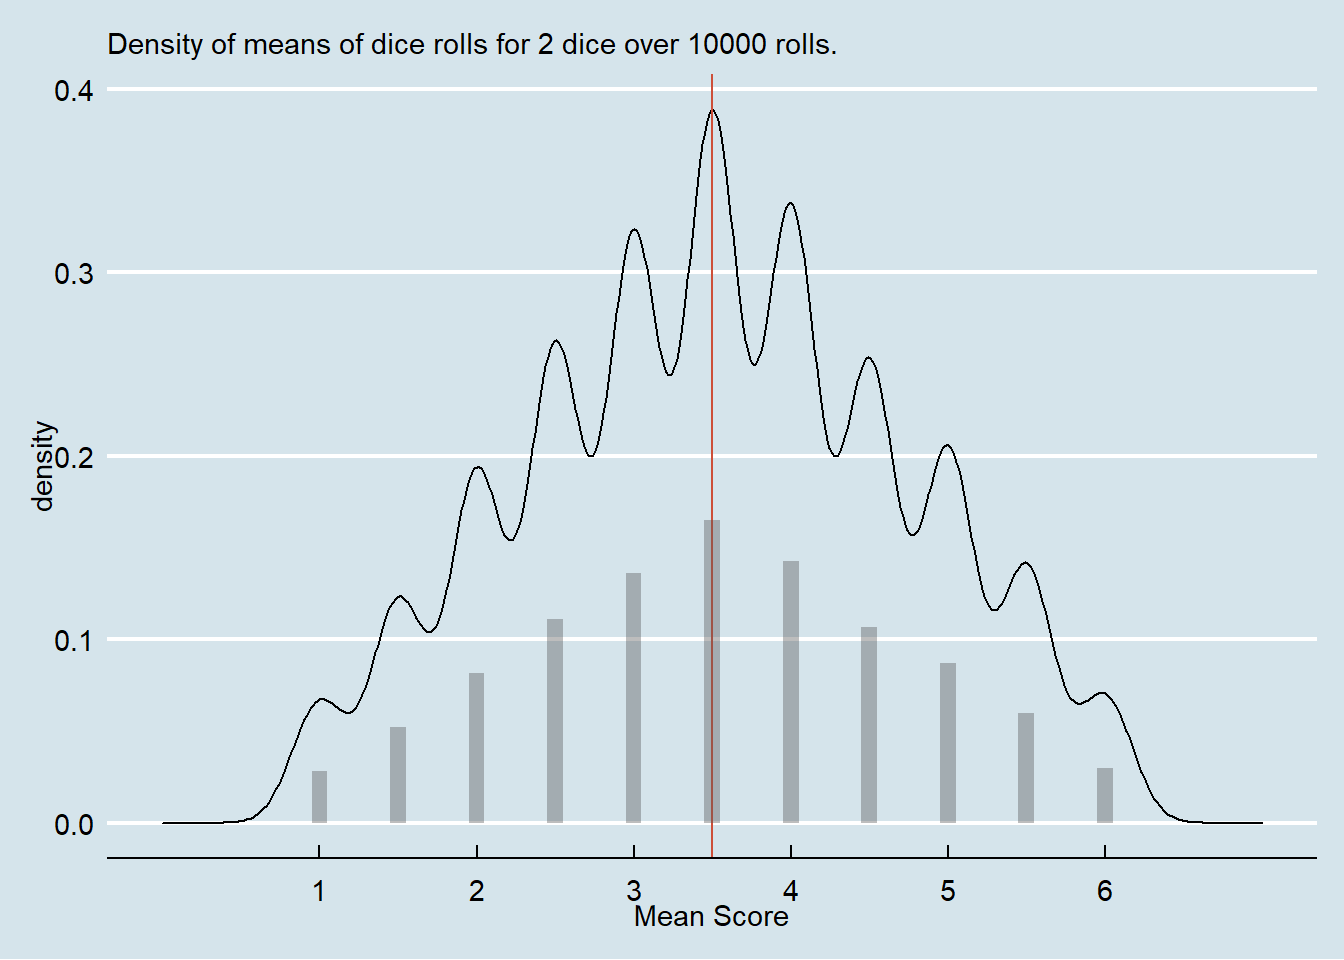 Density of means of dice rolls for 2 dice over 10000 rolls.
0.4
0.3
0.2
0.1
0.0
density
1 2 3 4 5 6
Mean Score